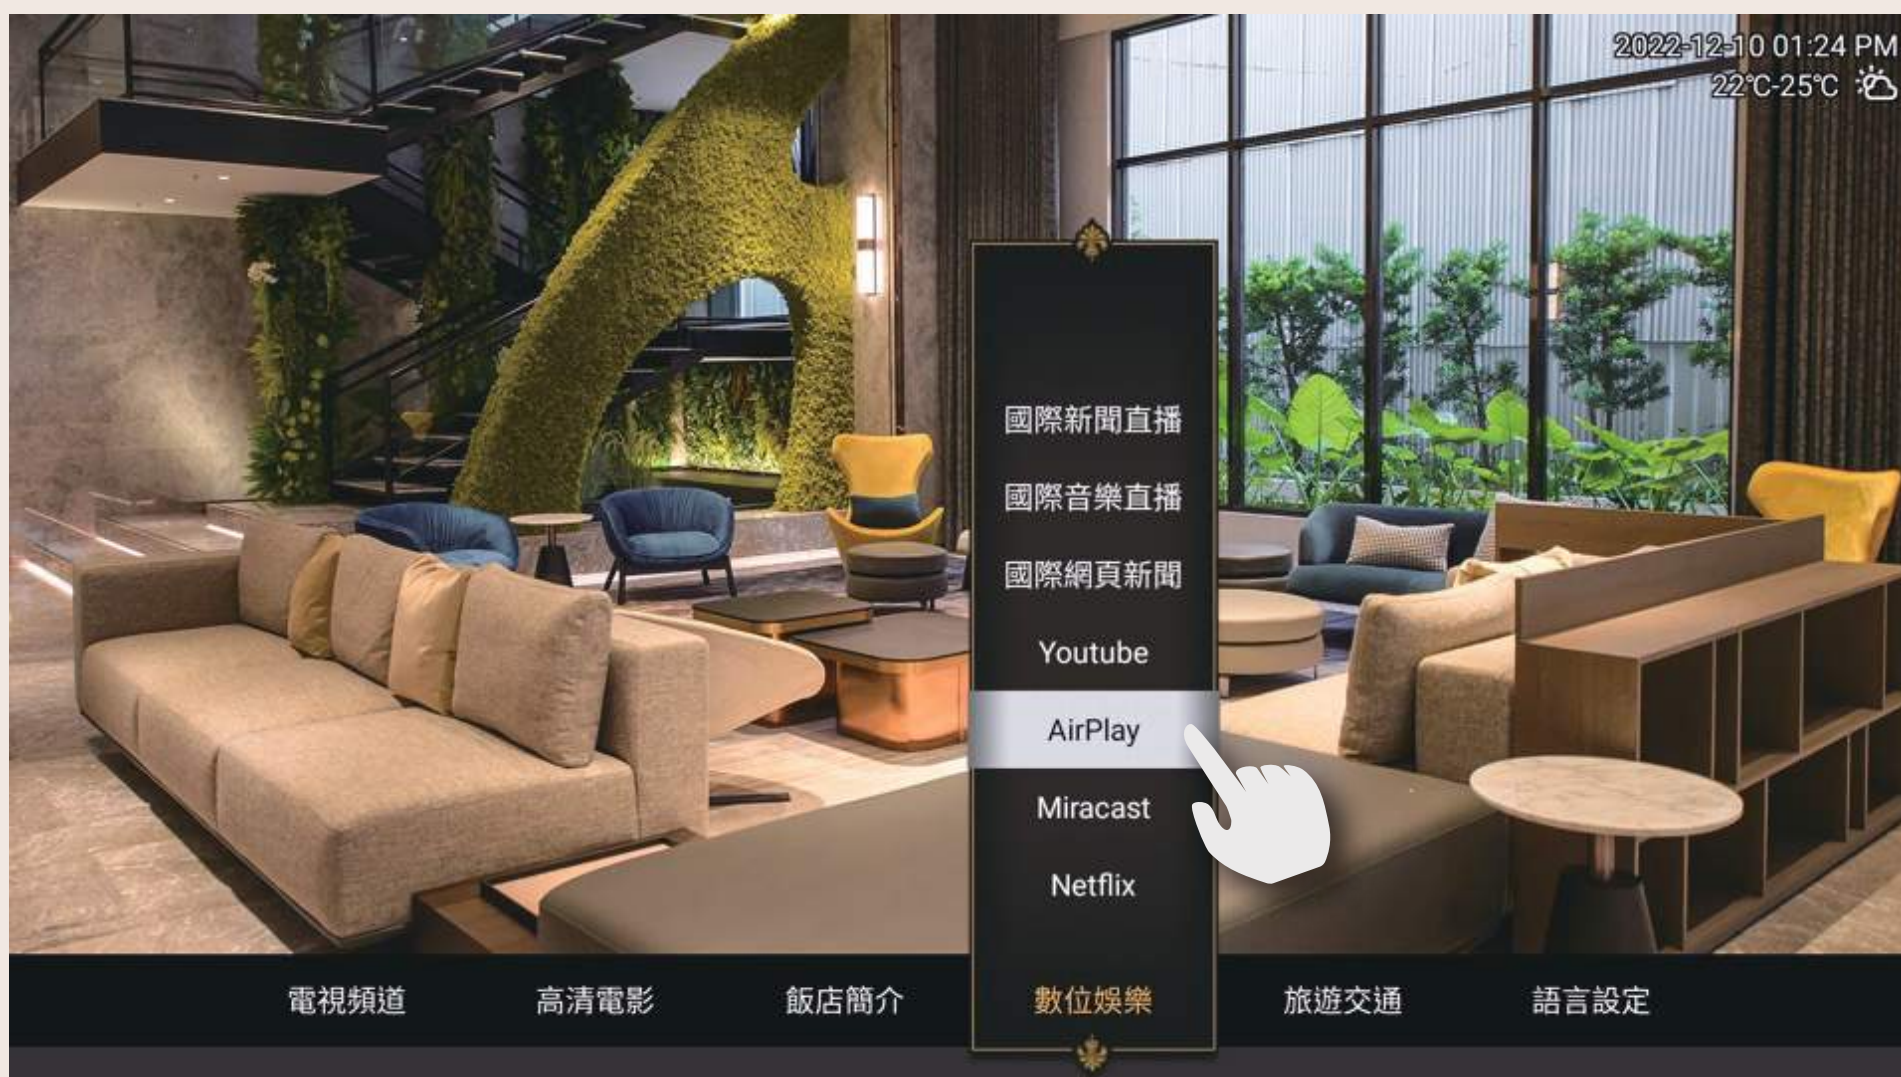 2022-12-10 01:24 PM
22°C-25°C
國際新聞直播
國際音樂直播
國際網頁新聞
Youtube
AirPlay
Miracast
Netflix
電視頻道 高清電影 飯店簡介 數位娛樂 旅遊交通 語言設定